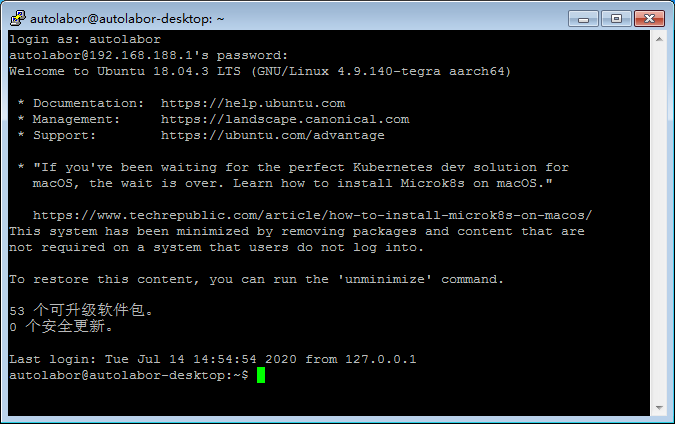 autolabor@autolabor-desktop: ~
login as: autolabor
autolabor@192.168.188.1's password:
Welcome to Ubuntu 18.04.3 LTS (GNU/Linux 4.9.140-tegra aarch64)
* Documentation:  https://help.ubuntu.com
* Management:     https://landscape.canonical.com
* Support:        https://ubuntu.com/advantage
* "If you've been waiting for the perfect Kubernetes dev solution for
macOS, the wait is over. Learn how to install Microk8s on macOS."
https://www.techrepublic.com/article/how-to-install-microk8s-on-macos/
This system has been minimized by removing packages and content that are
not required on a system that users do not log into.
To restore this content, you can run the 'unminimize' command.
53 个可升级软件包。
0 个安全更新。
Last login: Tue Jul 14 14:54:54 2020 from 127.0.0.1
autolabor@autolabor-desktop:~$